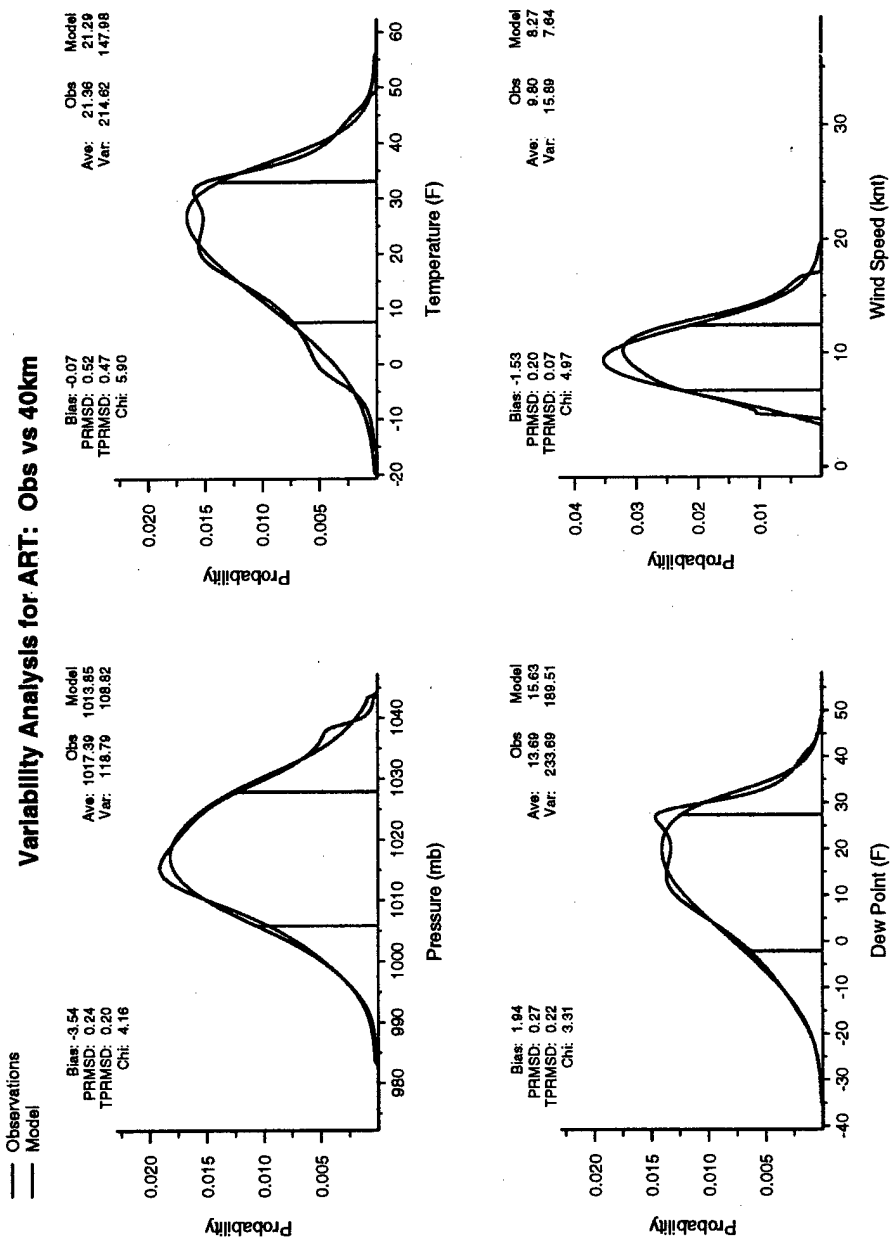 Variability Analysis for ART: Obs vs 40km
Observations
Model
Bias: -3.54
PRMSD: 0.24
TPRMSD: 0.20
Chi: 4.16
Obs Model
Ave: 1017.39 1013.85
Var: 118.79 108.82
Probability
0.020
0.015
0.010
0.005
980 990 1000 1010 1020 1030 1040
Pressure (mb)
Bias: -0.07
PRMSD: 0.52
TPRMSD: 0.47
Chi: 5.90
Obs Model
Ave: 21.36 21.29
Var: 214.62 147.98
Probability
0.020
0.015
0.010
0.005
-20 -10 0 10 20 30 40 50 60
Temperature (F)
Bias: 1.94
PRMSD: 0.27
TPRMSD: 0.22
Chi: 3.31
Obs Model
Ave: 13.69 15.63
Var: 233.69 189.51
Probability
0.020
0.015
0.010
0.005
-40 -30 -20 -10 0 10 20 30 40 50
Dew Point (F)
Bias: -1.53
PRMSD: 0.20
TPRMSD: 0.07
Chi: 4.97
Obs Model
Ave: 9.80 8.27
Var: 15.89 7.64
Probability
0.04
0.03
0.02
0.01
0 10 20 30
Wind Speed (knt)